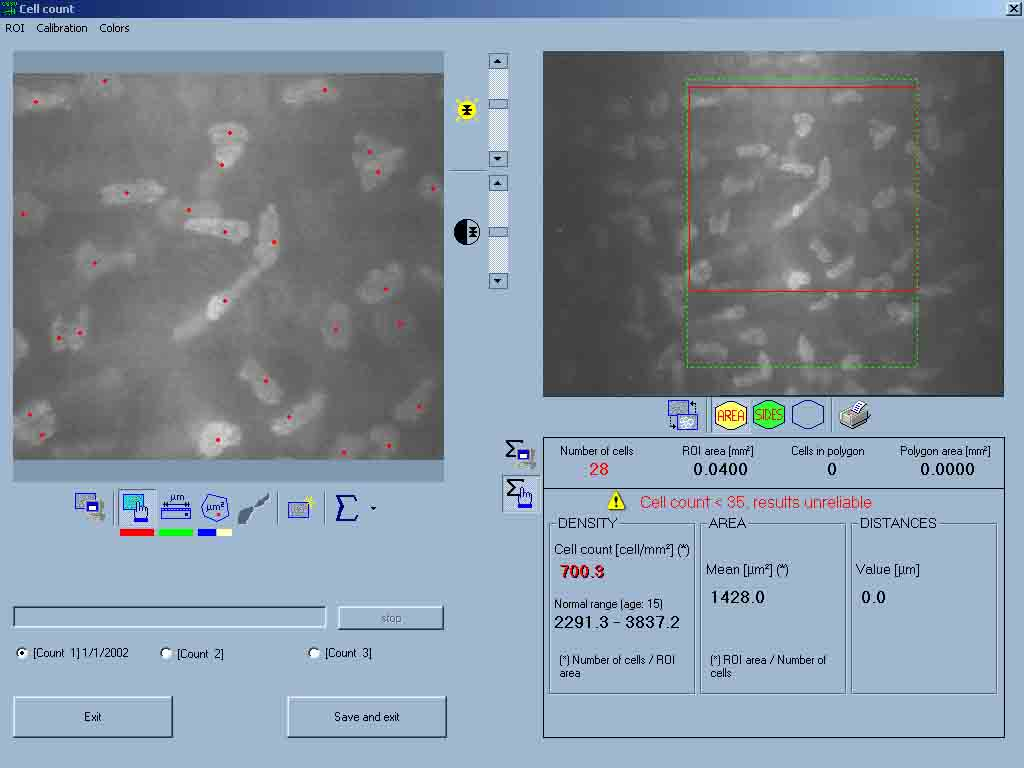 Cell count
ROI Calibration Colors
µm
µm²
AREA
SIDES
Number of cells ROI area [mm²] Cells in polygon Polygon area [mm²]
28 0.0400 0 0.0000
Cell count < 35, results unreliable
DENSITY
Cell count [cell/mm²] (*)
700.3
Normal range (age: 15)
2291.3 - 3837.2
(*) Number of cells / ROI
area
AREA
Mean [µm²] (*)
1428.0
(*) ROI area / Number of
cells
DISTANCES
Value [µm]
0.0
stop
[Count 1] 1/1/2002 [Count 2] [Count 3]
Exit Save and exit